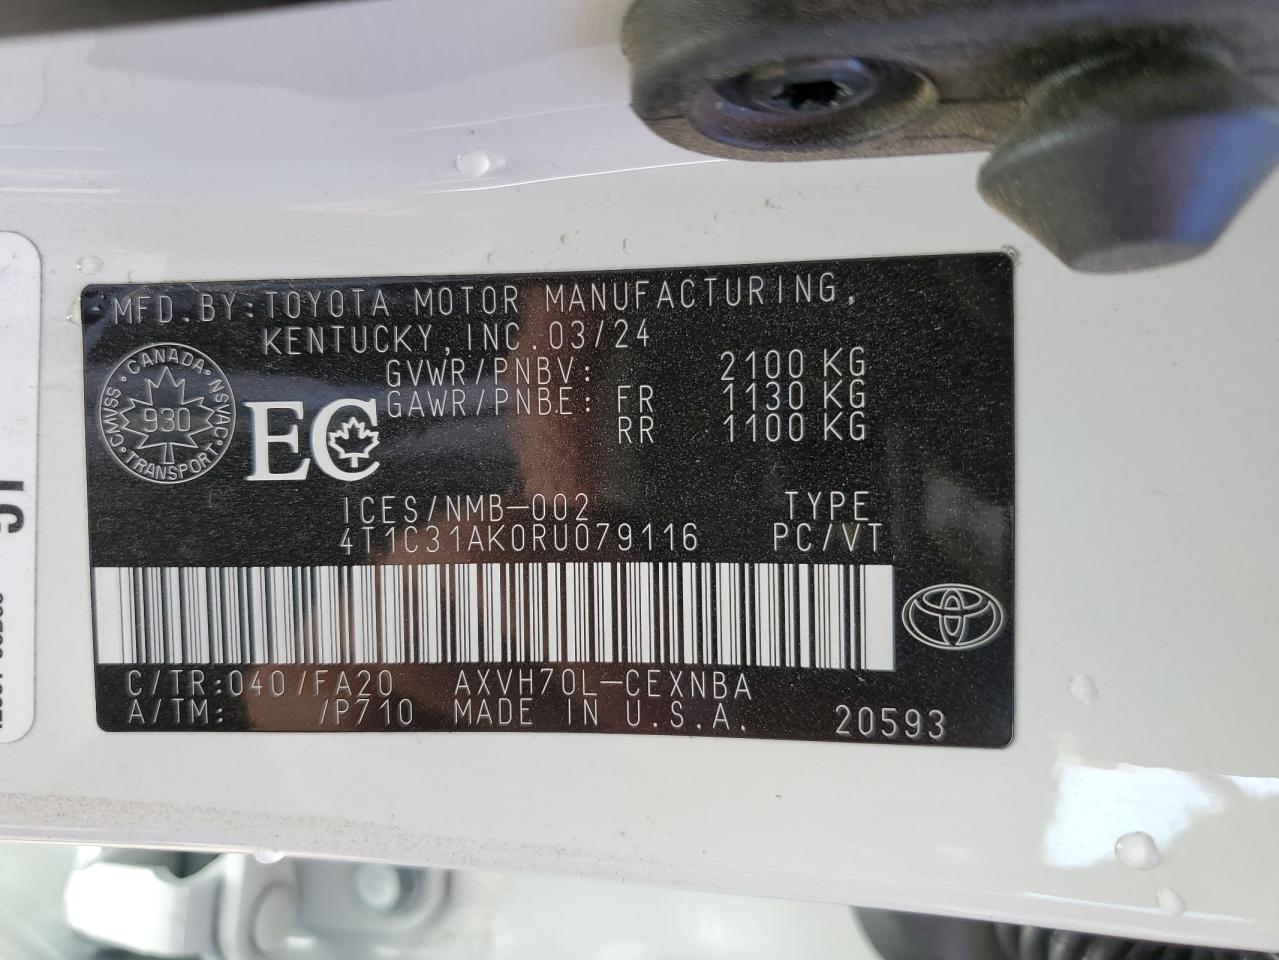 MFD.BY:TOYOTA MOTOR MANUFACTURING,
KENTUCKY,INC.03/24
GVWR/PNBV: 2100 KG
GAWR/PNBE: FR 1130 KG
RR 1100 KG
CANADA NSVAC TRANSPORT CMVSS
930
EC
ICES/NMB-002 TYPE
4T1C31AK0RU079116 PC/VT
C/TR:040/FA20 AXVH70L-CEXNBA
A/TM: /P710 MADE IN U.S.A. 20593